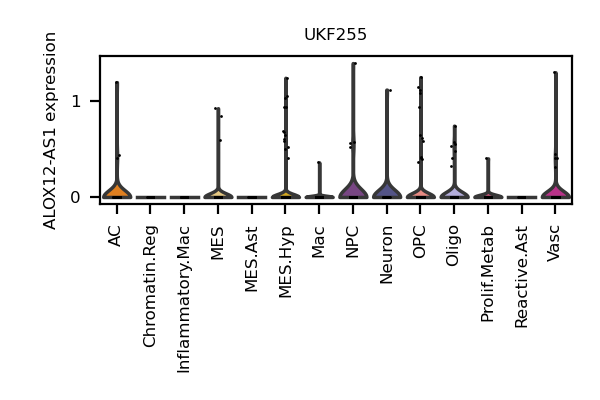 UKF255
ALOX12-AS1 expression
1
0
AC
Chromatin.Reg
Inflammatory.Mac
MES
MES.Ast
MES.Hyp
Mac
NPC
Neuron
OPC
Oligo
Prolif.Metab
Reactive.Ast
Vasc